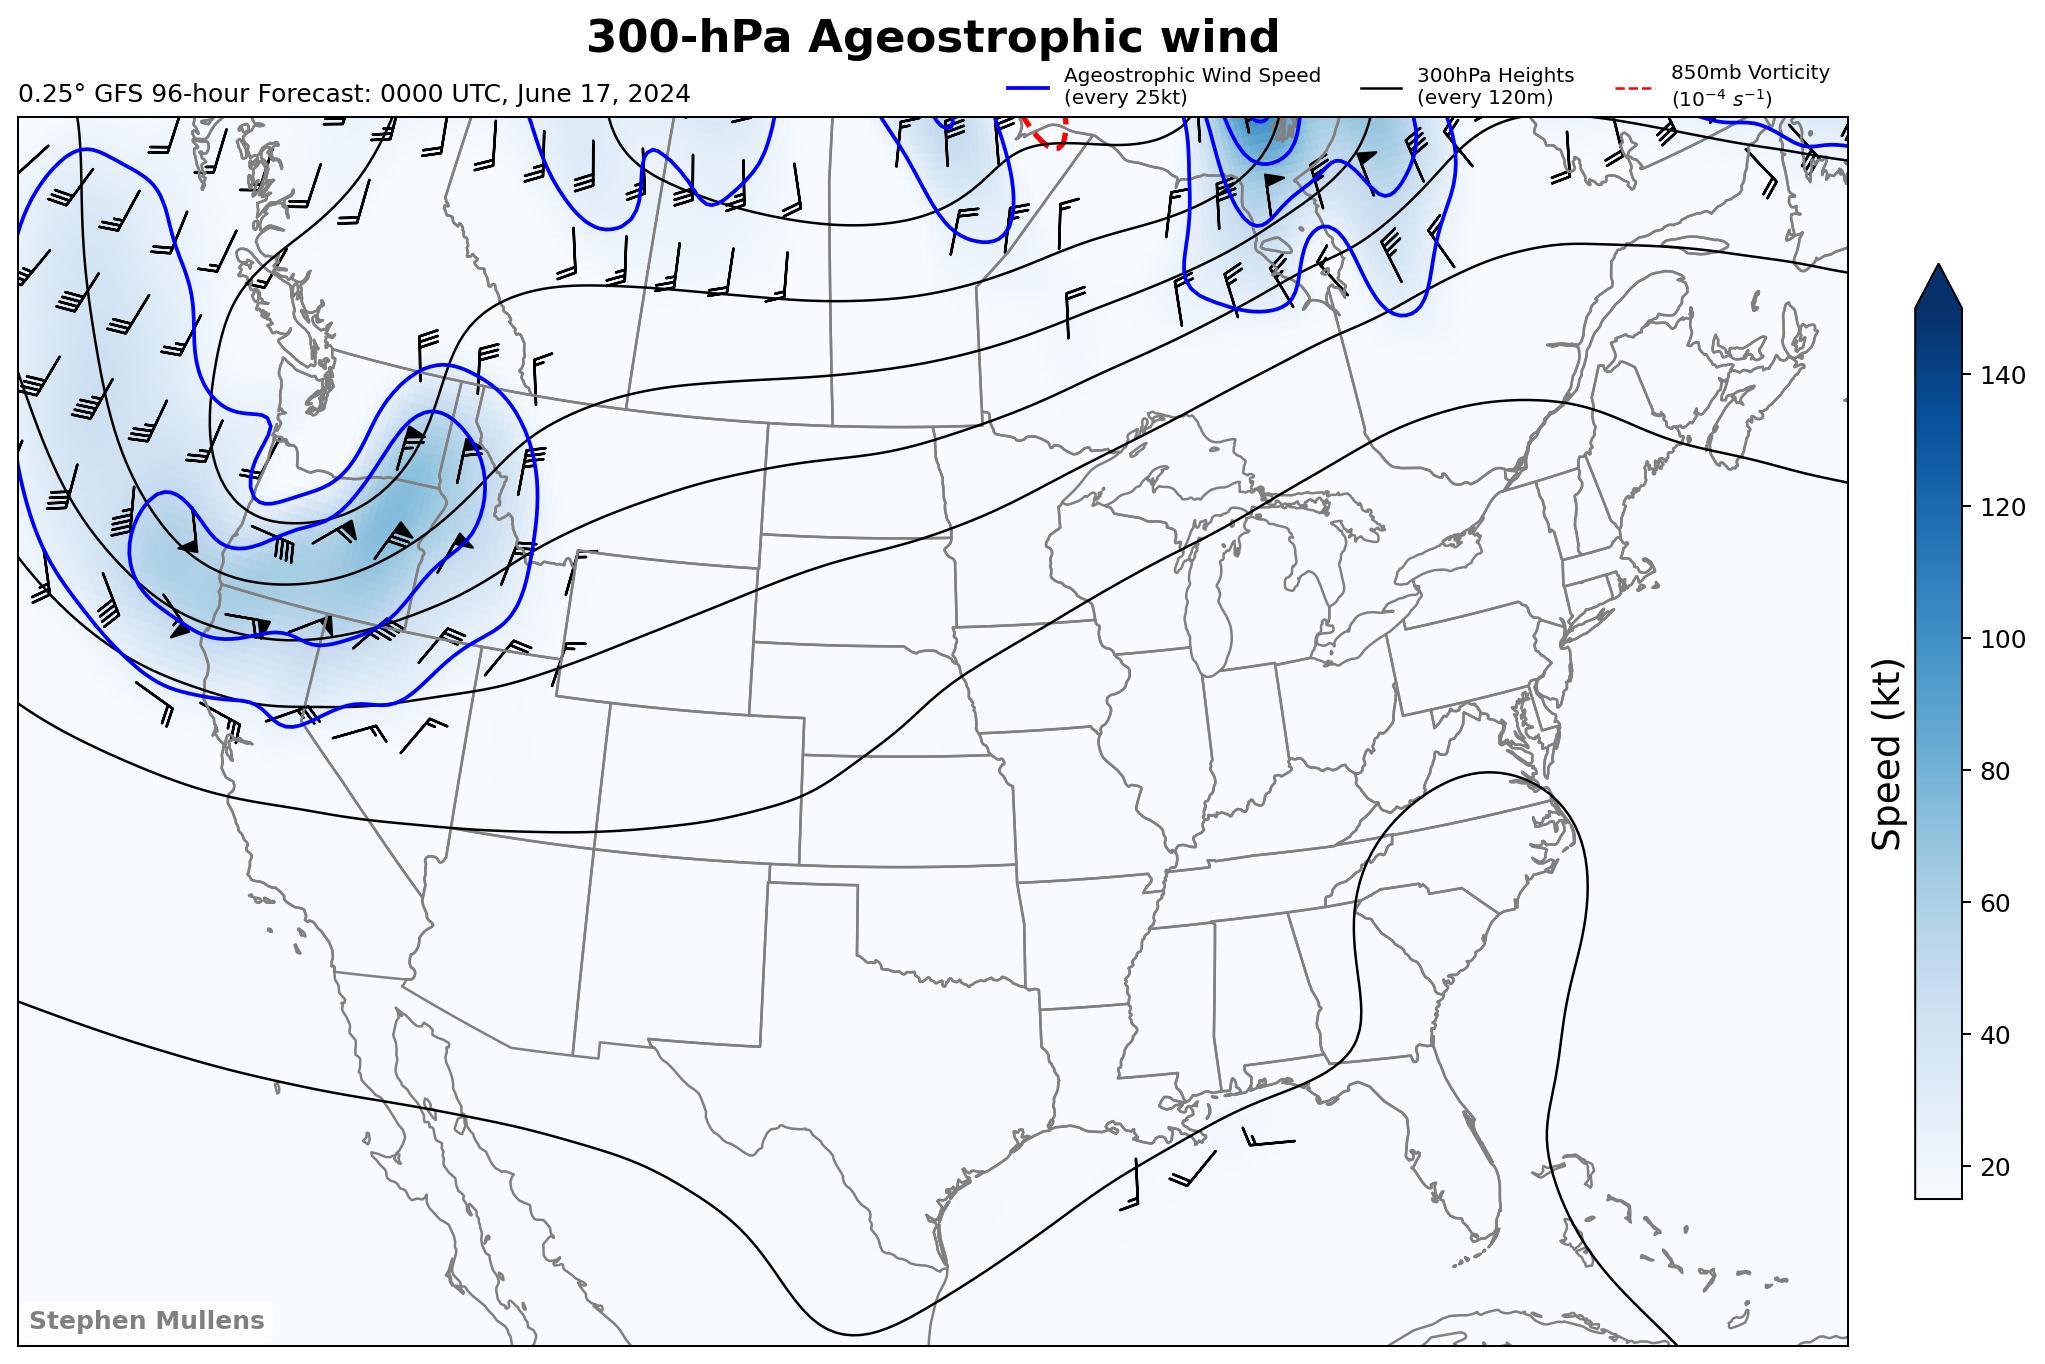 300-hPa Ageostrophic wind
0.25° GFS 96-hour Forecast: 0000 UTC, June 17, 2024
Ageostrophic Wind Speed
(every 25kt)
300hPa Heights
(every 120m)
850mb Vorticity
(10⁻⁴ s⁻¹)
140
120
100
80
60
40
20
Speed (kt)
Stephen Mullens